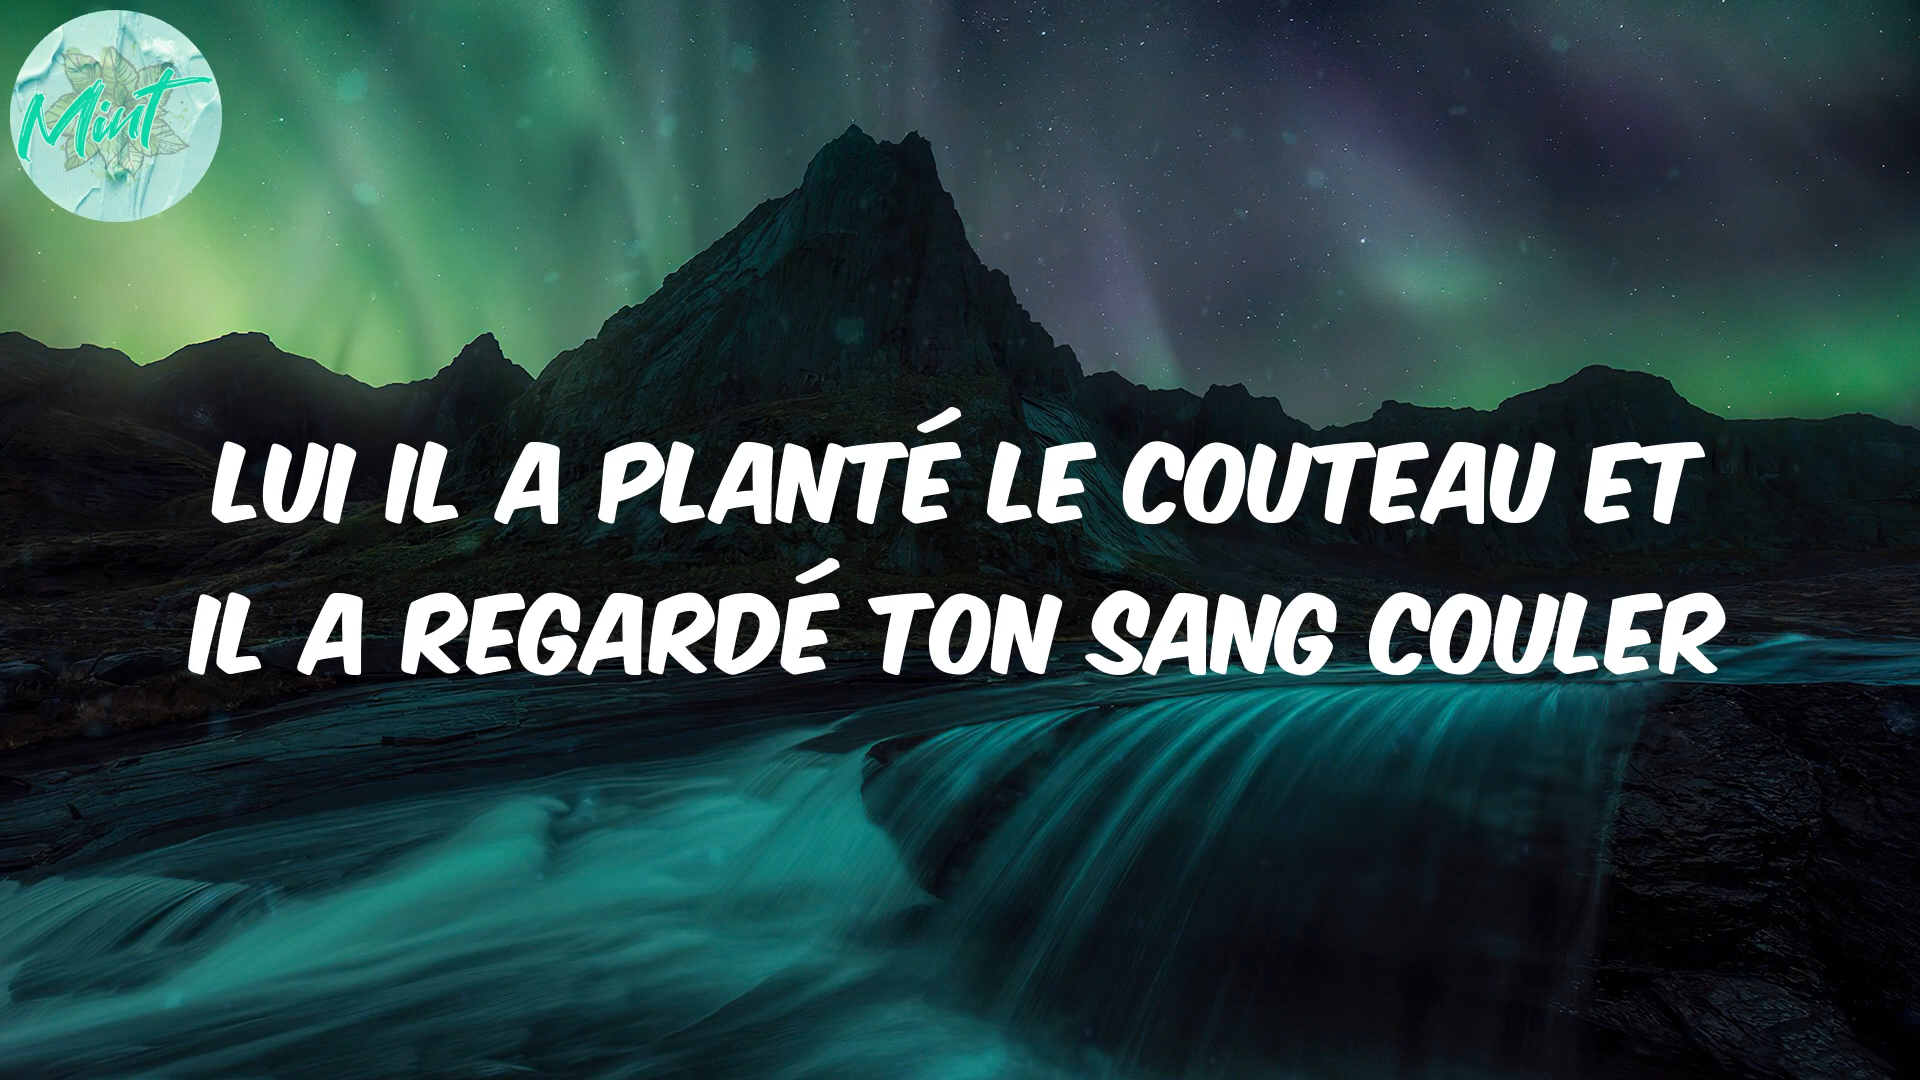 Mint
LUI IL A PLANTÉ LE COUTEAU ET
IL A REGARDÉ TON SANG COULER